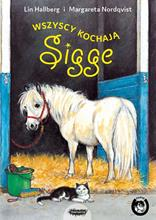 Lin Hallberg i Margareta Nordqvist
WSZYSCY KOCHAJĄ
Sigge